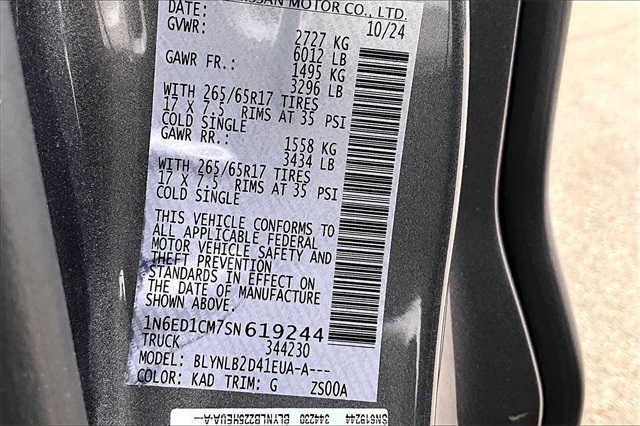 NISSAN MOTOR CO., LTD.
DATE: 10/24
GVWR: 2727 KG
6012 LB
GAWR FR.: 1495 KG
3296 LB
WITH 265/65R17 TIRES
17 X 7.5 RIMS AT 35 PSI
COLD SINGLE
GAWR RR.: 1558 KG
3434 LB
WITH 265/65R17 TIRES
17 X 7.5 RIMS AT 35 PSI
COLD SINGLE
THIS VEHICLE CONFORMS TO
ALL APPLICABLE FEDERAL
MOTOR VEHICLE SAFETY AND
THEFT PREVENTION
STANDARDS IN EFFECT ON
THE DATE OF MANUFACTURE
SHOWN ABOVE.
1N6ED1CM7SN619244
TRUCK 344230
MODEL: BLYNLB2D41EUA-A---
COLOR: KAD TRIM: G ZS00A
SN619244 344230